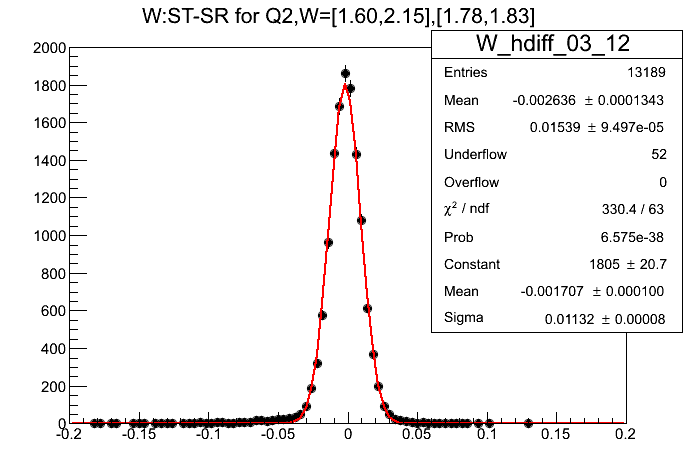 W:ST-SR for Q2,W=[1.60,2.15],[1.78,1.83]
W_hdiff_03_12
Entries 13189
Mean -0.002636 ± 0.0001343
RMS 0.01539 ± 9.497e-05
Underflow 52
Overflow 0
χ² / ndf 330.4 / 63
Prob 6.575e-38
Constant 1805 ± 20.7
Mean -0.001707 ± 0.000100
Sigma 0.01132 ± 0.00008
2000
1800
1600
1400
1200
1000
800
600
400
200
0
-0.2 -0.15 -0.1 -0.05 0 0.05 0.1 0.15 0.2